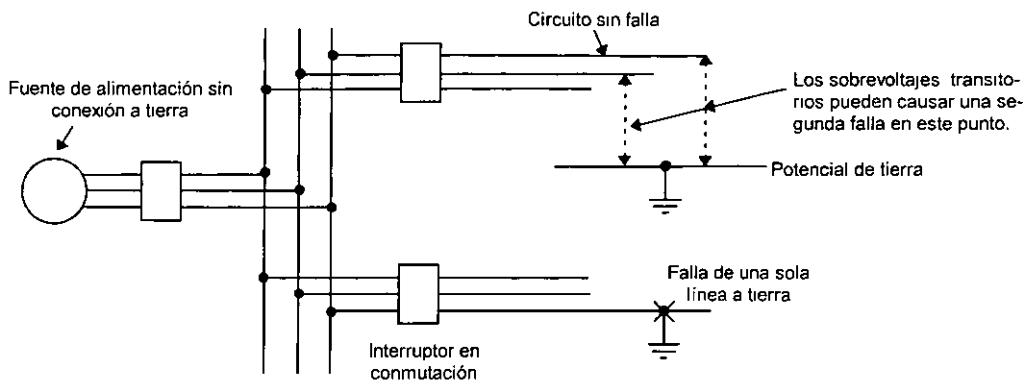 Circuito sin falla
Fuente de alimentación sin
conexión a tierra
Los sobrevoltajes transito-
rios pueden causar una se-
gunda falla en este punto.
Potencial de tierra
Falla de una sola
línea a tierra
Interruptor en
conmutación